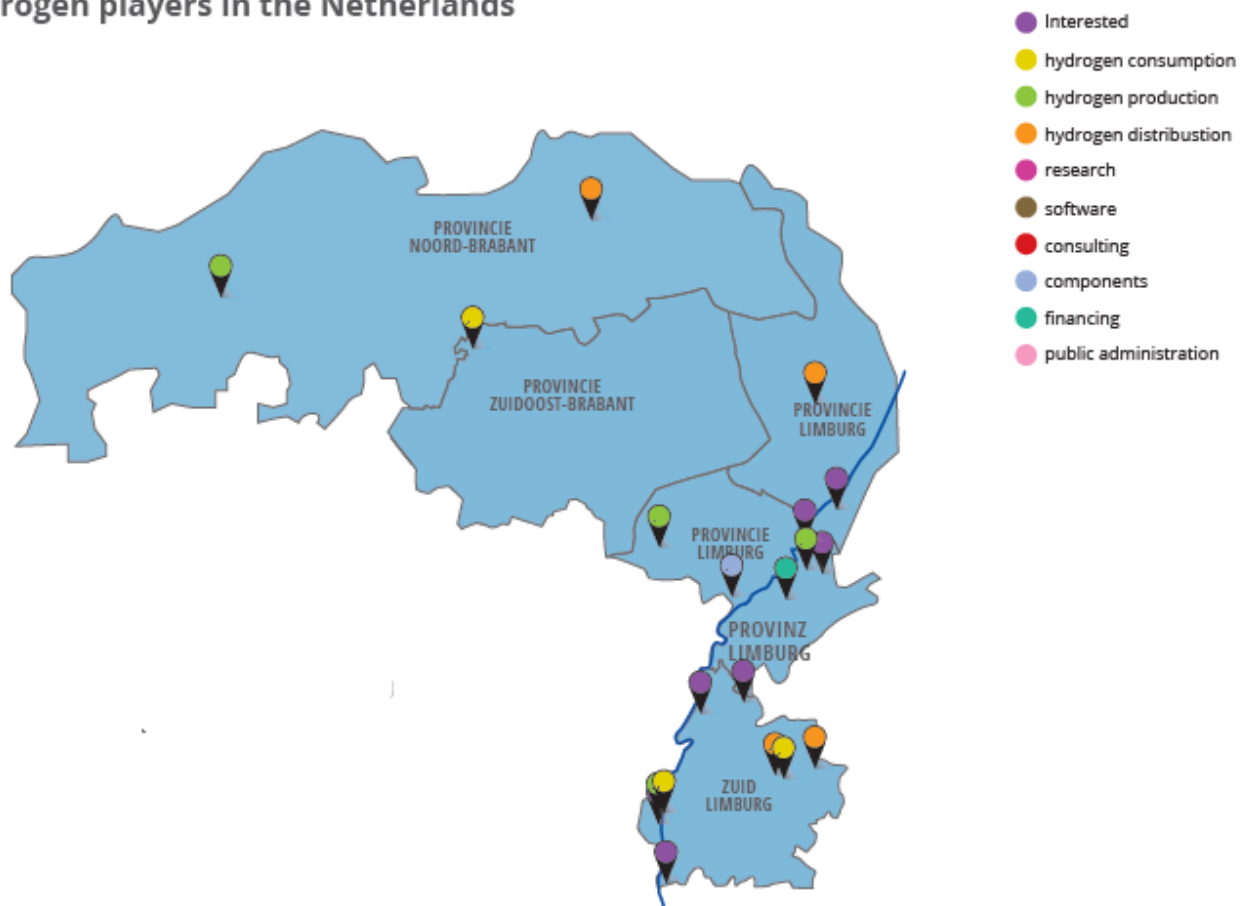 rogen players in the Netherlands
Interested
hydrogen consumption
hydrogen production
hydrogen distribustion
research
software
consulting
components
financing
public administration
PROVINCIE
NOORD-BRABANT
PROVINCIE
ZUIDOOST-BRABANT
PROVINCIE
LIMBURG
PROVINCIE
LIMBURG
PROVINZ
LIMBURG
ZUID
LIMBURG